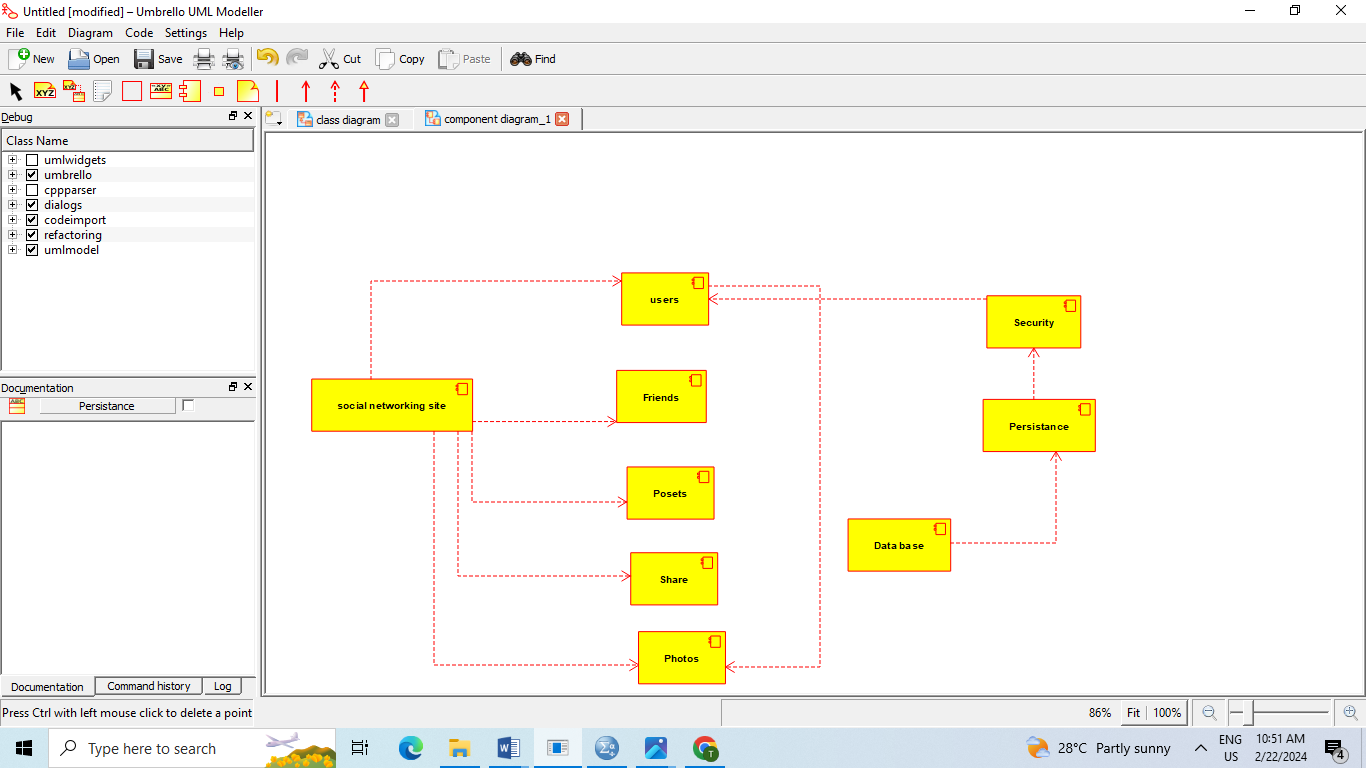 Untitled [modified] – Umbrello UML Modeller
File Edit Diagram Code Settings Help
New Open Save Cut Copy Paste Find
XYZ
Debug
class diagram component diagram_1
Class Name
umlwidgets
umbrello
cppparser
dialogs
codeimport
refactoring
umlmodel
users
Security
Documentation
Persistance
social networking site
Friends
Persistance
Posets
Data base
Share
Photos
Documentation Command history Log
Press Ctrl with left mouse click to delete a point
86% Fit 100%
Type here to search
28°C Partly sunny
ENG
US
10:51 AM
2/22/2024
4